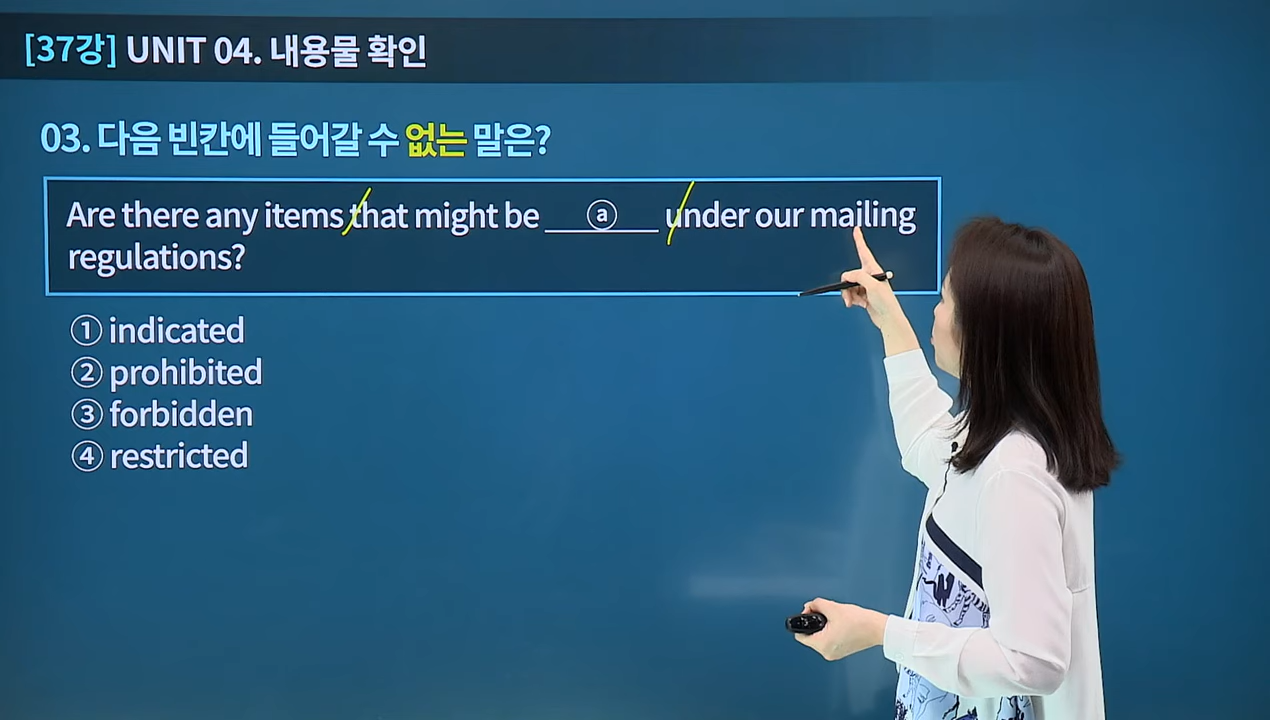 [37강] UNIT 04. 내용물 확인
03. 다음 빈칸에 들어갈 수 없는 말은?
Are there any items that might be ____ⓐ____ under our mailing
regulations?
① indicated
② prohibited
③ forbidden
④ restricted